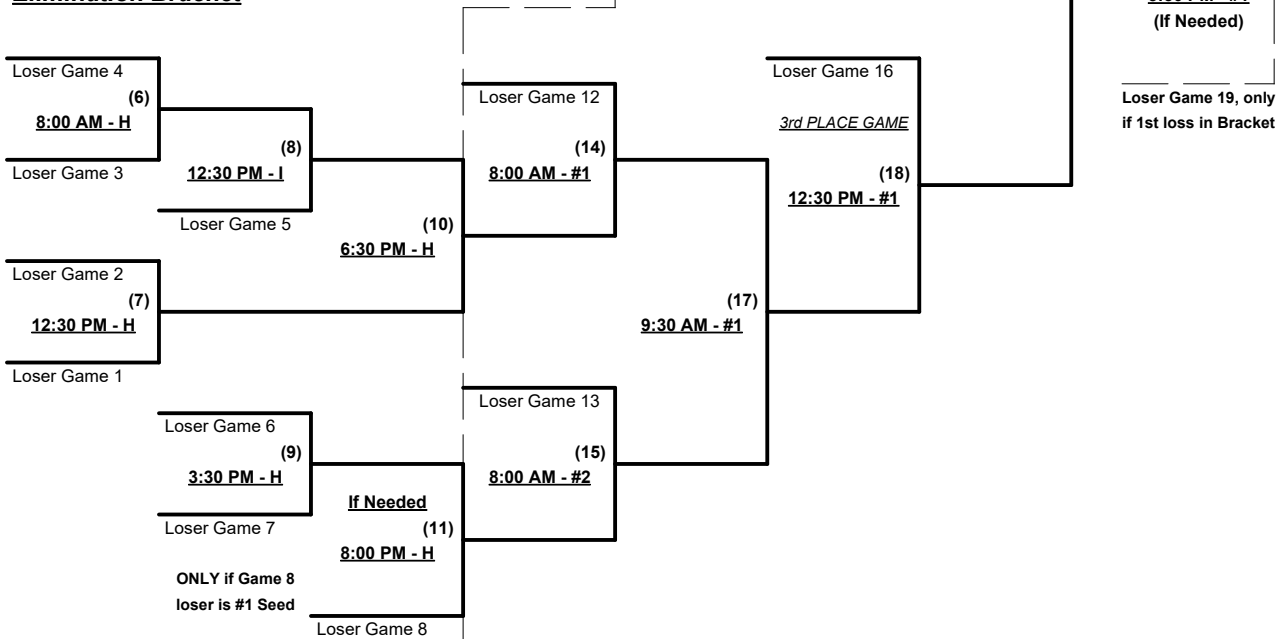 Elimination Bracket
(If Needed)
Loser Game 19, only
if 1st loss in Bracket
Loser Game 4
(6)
8:00 AM - H
Loser Game 3
(8)
12:30 PM - I
Loser Game 5
(10)
6:30 PM - H
Loser Game 2
(7)
12:30 PM - H
Loser Game 1
Loser Game 6
(9)
3:30 PM - H
Loser Game 7
If Needed
(11)
8:00 PM - H
ONLY if Game 8
loser is #1 Seed
Loser Game 8
Loser Game 12
(14)
8:00 AM - #1
Loser Game 13
(15)
8:00 AM - #2
(17)
9:30 AM - #1
Loser Game 16
3rd PLACE GAME
(18)
12:30 PM - #1